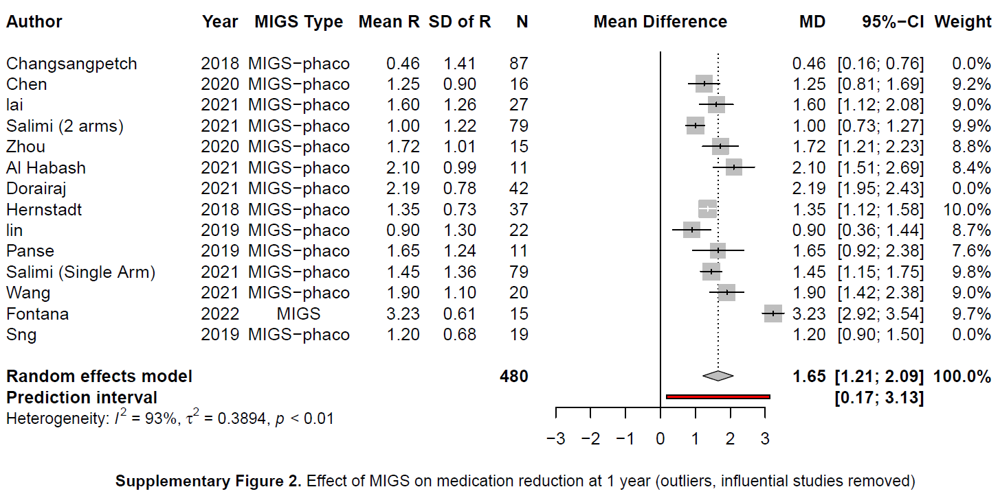 Author Year MIGS Type Mean R SD of R N Mean Difference MD 95%−CI Weight
Changsangpetch 2018 MIGS−phaco 0.46 1.41 87 0.46 [0.16; 0.76] 0.0%
Chen 2020 MIGS−phaco 1.25 0.90 16 1.25 [0.81; 1.69] 9.2%
lai 2021 MIGS−phaco 1.60 1.26 27 1.60 [1.12; 2.08] 9.0%
Salimi (2 arms) 2021 MIGS−phaco 1.00 1.22 79 1.00 [0.73; 1.27] 9.9%
Zhou 2020 MIGS−phaco 1.72 1.01 15 1.72 [1.21; 2.23] 8.8%
Al Habash 2021 MIGS−phaco 2.10 0.99 11 2.10 [1.51; 2.69] 8.4%
Dorairaj 2021 MIGS−phaco 2.19 0.78 42 2.19 [1.95; 2.43] 0.0%
Hernstadt 2018 MIGS−phaco 1.35 0.73 37 1.35 [1.12; 1.58] 10.0%
lin 2019 MIGS−phaco 0.90 1.30 22 0.90 [0.36; 1.44] 8.7%
Panse 2019 MIGS−phaco 1.65 1.24 11 1.65 [0.92; 2.38] 7.6%
Salimi (Single Arm) 2021 MIGS−phaco 1.45 1.36 79 1.45 [1.15; 1.75] 9.8%
Wang 2021 MIGS−phaco 1.90 1.10 20 1.90 [1.42; 2.38] 9.0%
Fontana 2022 MIGS 3.23 0.61 15 3.23 [2.92; 3.54] 9.7%
Sng 2019 MIGS−phaco 1.20 0.68 19 1.20 [0.90; 1.50] 0.0%
Random effects model 480 1.65 [1.21; 2.09] 100.0%
Prediction interval [0.17; 3.13]
Heterogeneity: I² = 93%, τ² = 0.3894, p < 0.01
−3 −2 −1 0 1 2 3
Supplementary Figure 2. Effect of MIGS on medication reduction at 1 year (outliers, influential studies removed)